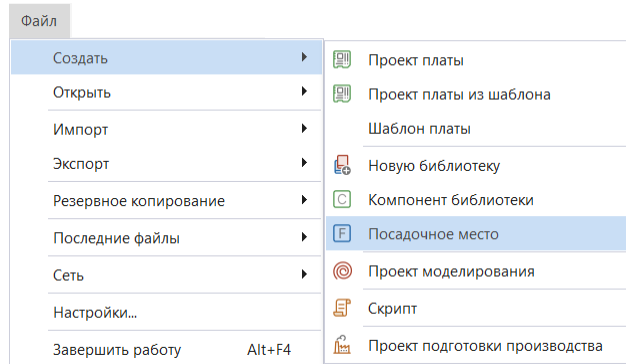 Файл
Создать
Открыть
Импорт
Экспорт
Резервное копирование
Последние файлы
Сеть
Настройки...
Завершить работу Alt+F4
Проект платы
Проект платы из шаблона
Шаблон платы
Новую библиотеку
C Компонент библиотеки
F Посадочное место
Проект моделирования
Скрипт
Проект подготовки производства